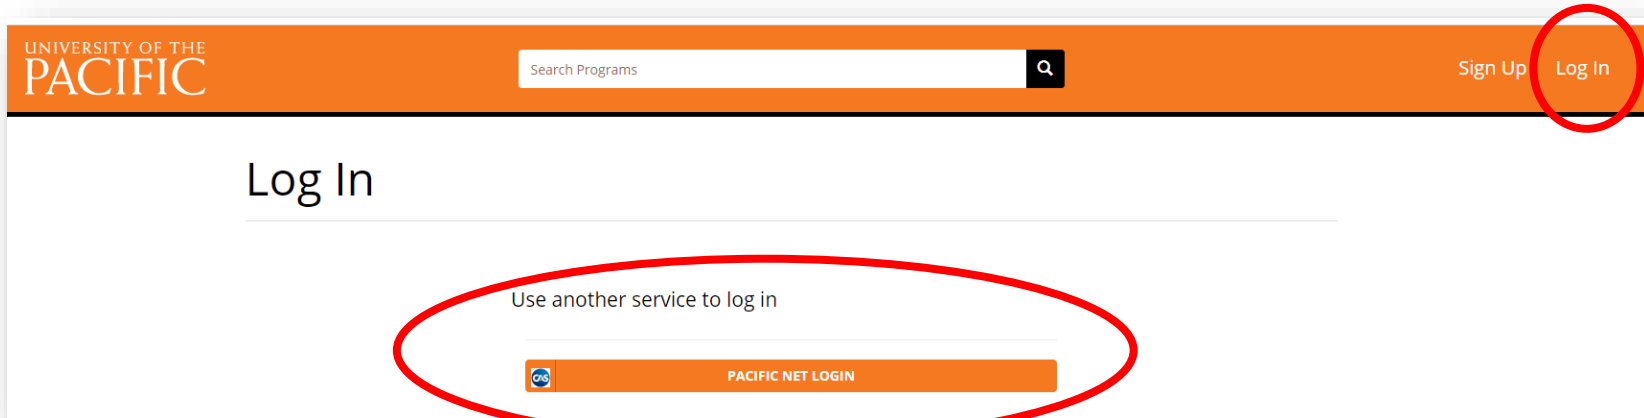 UNIVERSITY OF THE
PACIFIC
Search Programs
Sign Up
Log In
Log In
Use another service to log in
CAS
PACIFIC NET LOGIN